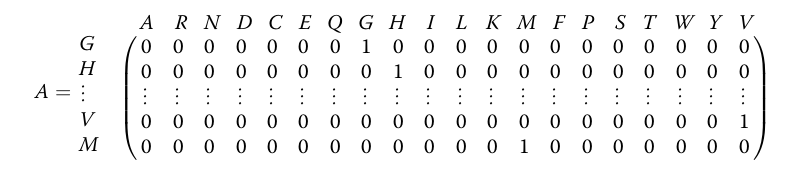 A R N D C E Q G H I L K M F P S T W Y V
G 0 0 0 0 0 0 0 1 0 0 0 0 0 0 0 0 0 0 0 0
H 0 0 0 0 0 0 0 0 1 0 0 0 0 0 0 0 0 0 0 0
A = ⋮ ⋮ ⋮ ⋮ ⋮ ⋮ ⋮ ⋮ ⋮ ⋮ ⋮ ⋮ ⋮ ⋮ ⋮ ⋮ ⋮ ⋮ ⋮ ⋮ ⋮
V 0 0 0 0 0 0 0 0 0 0 0 0 0 0 0 0 0 0 0 1
M 0 0 0 0 0 0 0 0 0 0 0 0 1 0 0 0 0 0 0 0